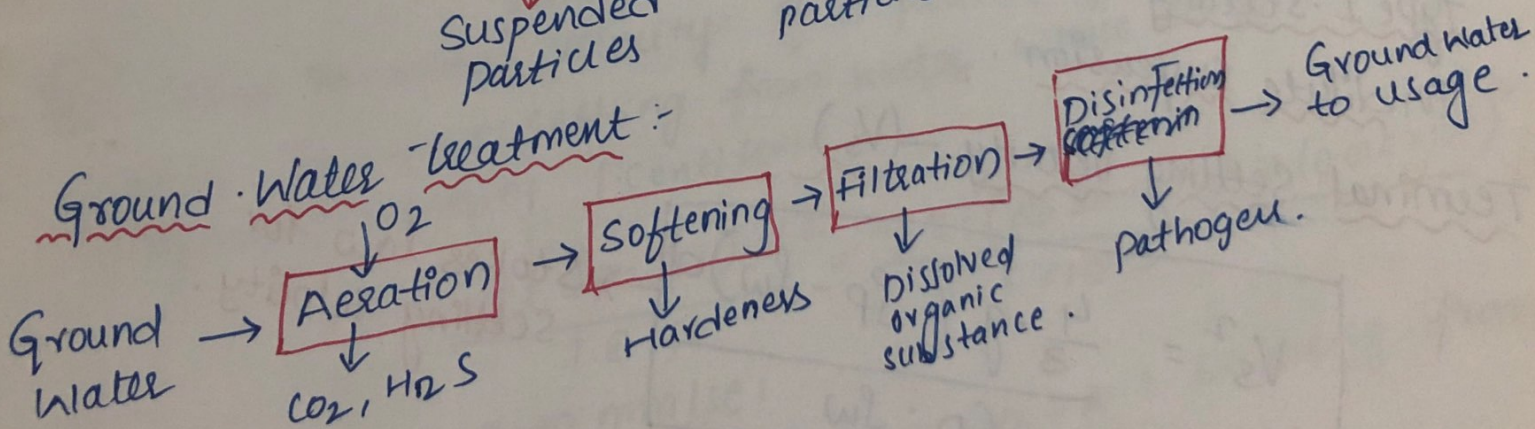 Suspended
particles
Ground Water treatment :-
O2
Ground
Water
Aeration
CO2, H2S
Softening
Hardeness
Filtration
Dissolved
organic
substance.
Disinfection
pathogen.
Ground Water
to usage.